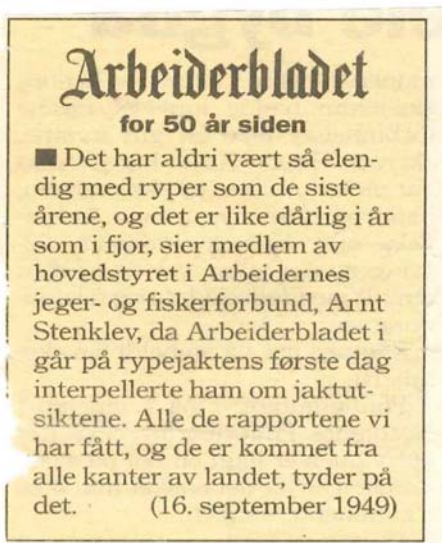 Arbeiderbladet
for 50 år siden
■ Det har aldri vært så elen-
dig med ryper som de siste
årene, og det er like dårlig i år
som i fjor, sier medlem av
hovedstyret i Arbeidernes
jeger- og fiskerforbund, Arnt
Stenklev, da Arbeiderbladet i
går på rypejaktens første dag
interpellerte ham om jaktut-
siktene. Alle de rapportene vi
har fått, og de er kommet fra
alle kanter av landet, tyder på
det. (16. september 1949)